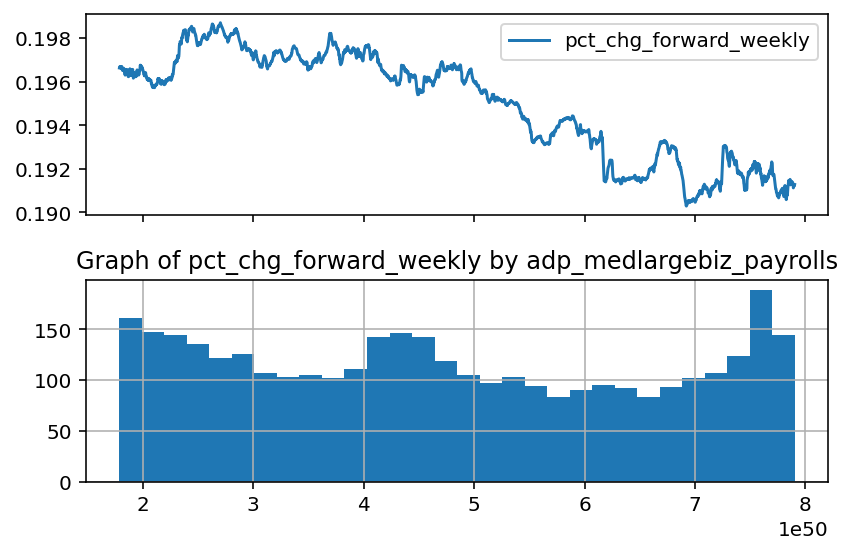 0.198
0.196
0.194
0.192
0.190
pct_chg_forward_weekly
Graph of pct_chg_forward_weekly by adp_medlargebiz_payrolls
150
100
50
0
2 3 4 5 6 7 8
1e50